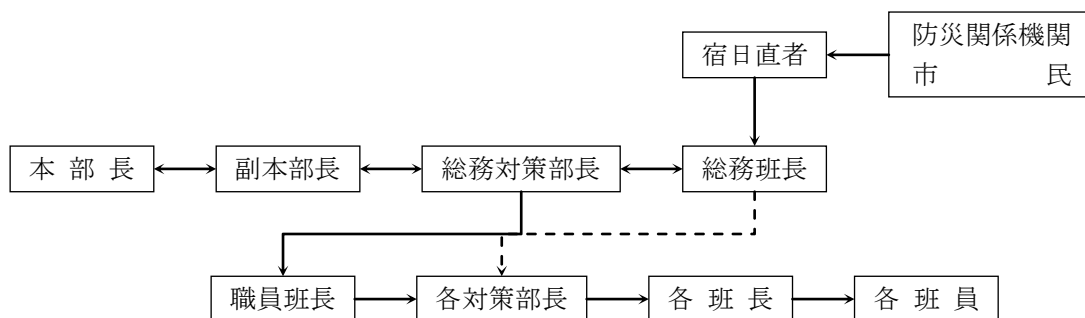 防災関係機関
市民
宿日直者
本部長
副本部長
総務対策部長
総務班長
職員班長
各対策部長
各班長
各班員